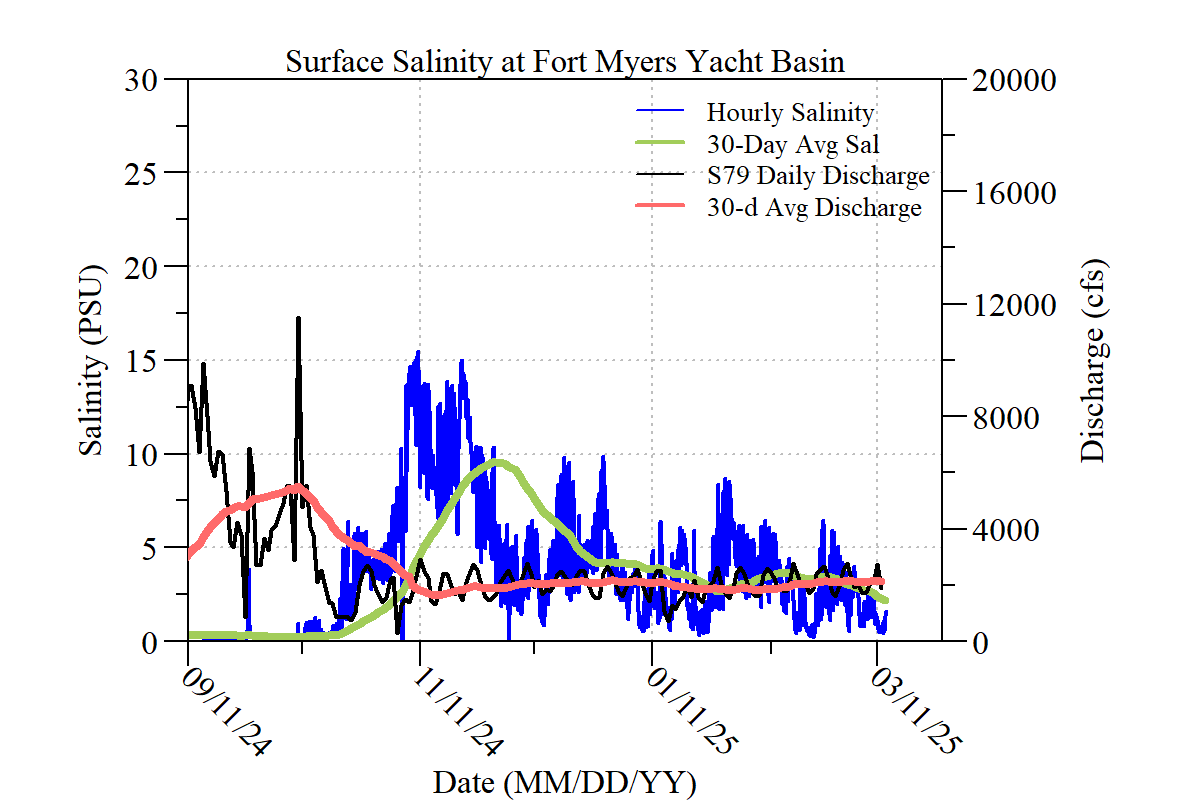 Surface Salinity at Fort Myers Yacht Basin
30
25
20
15
10
5
0
Salinity (PSU)
Hourly Salinity
30-Day Avg Sal
S79 Daily Discharge
30-d Avg Discharge
20000
16000
12000
8000
4000
0
Discharge (cfs)
09/11/24
11/11/24
01/11/25
03/11/25
Date (MM/DD/YY)